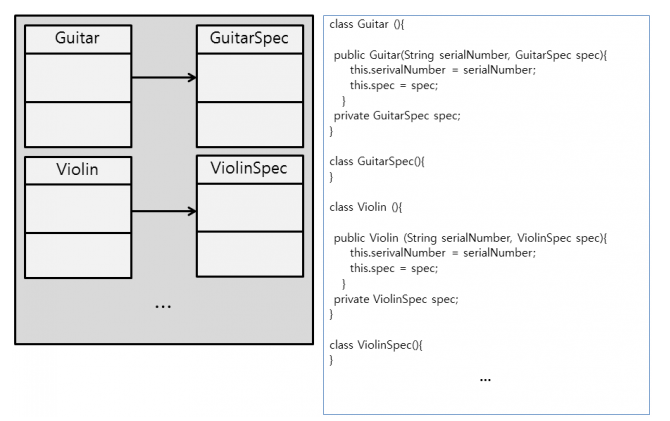 Guitar
GuitarSpec
Violin
ViolinSpec
...
class Guitar (){
public Guitar(String serialNumber, GuitarSpec spec){
this.serivalNumber = serialNumber;
this.spec = spec;
}
private GuitarSpec spec;
}
class GuitarSpec(){
}
class Violin (){
public Violin (String serialNumber, ViolinSpec spec){
this.serivalNumber = serialNumber;
this.spec = spec;
}
private ViolinSpec spec;
}
class ViolinSpec(){
}
...